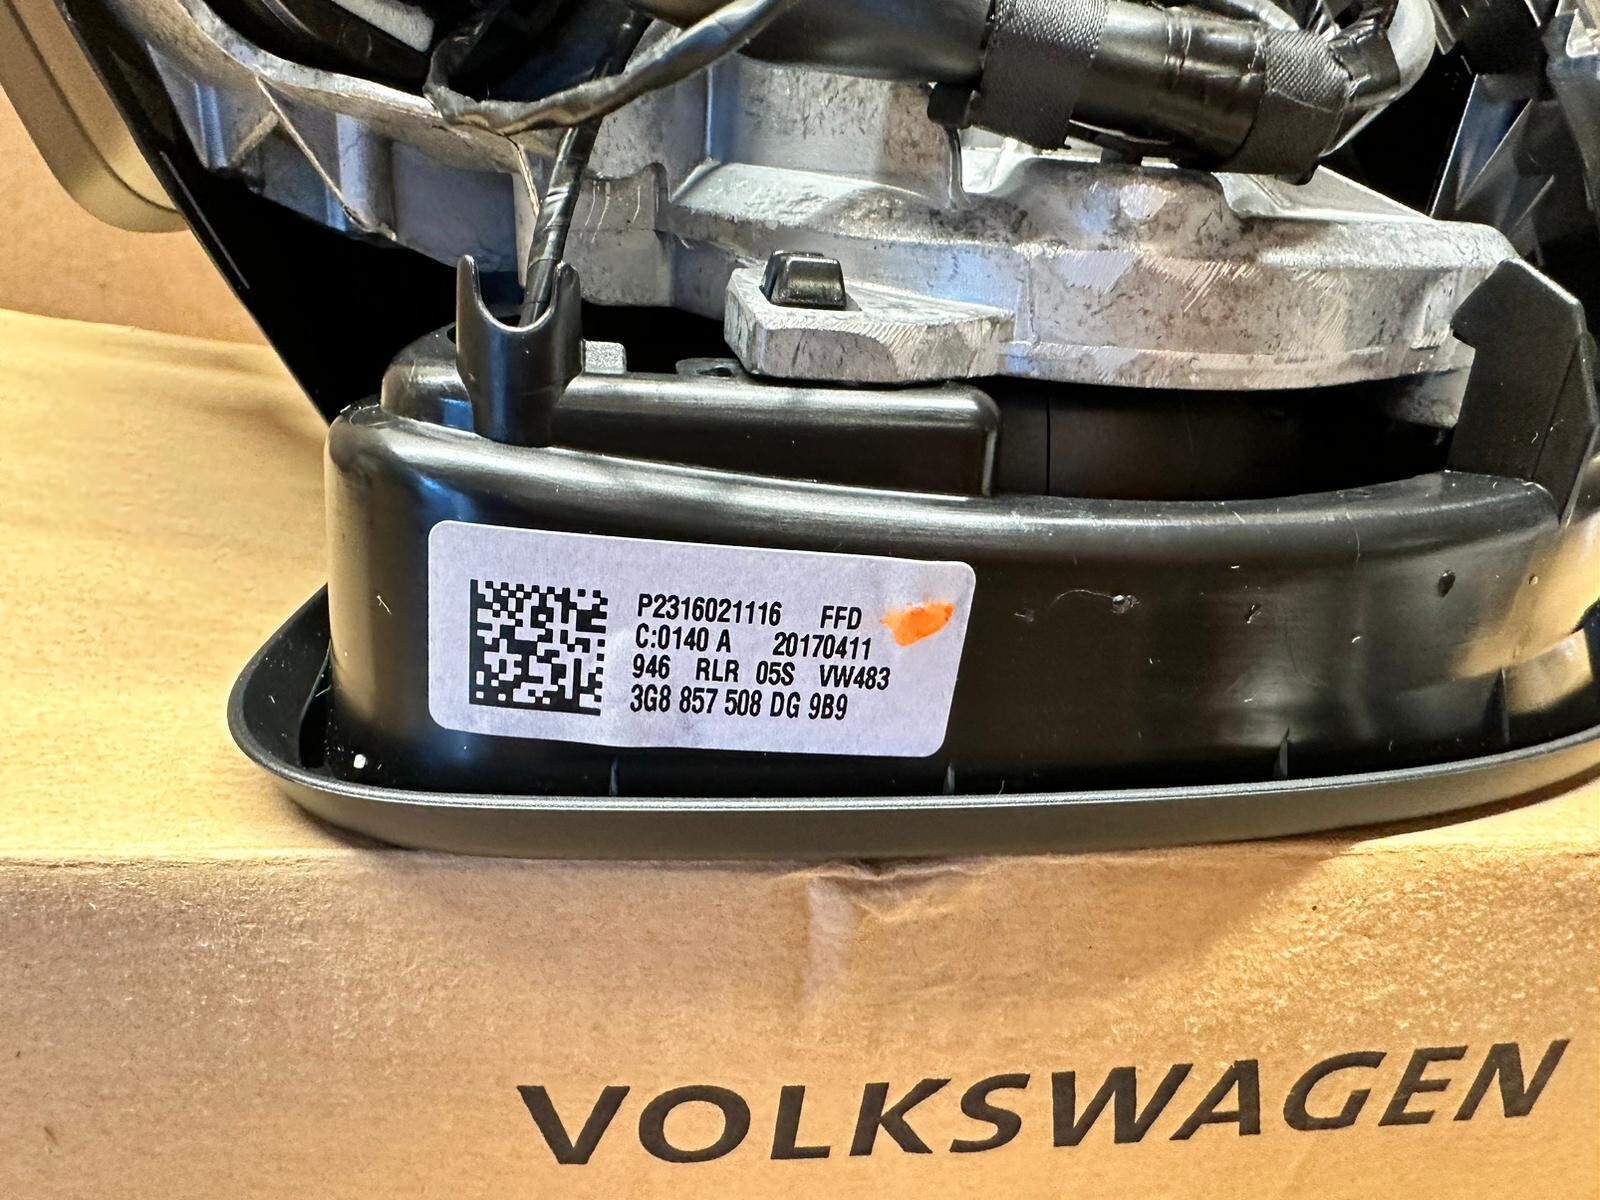 P2316021116 FFD
C:0140 A 20170411
946 RLR 05S VW483
3G8 857 508 DG 9B9
VOLKSWAGEN